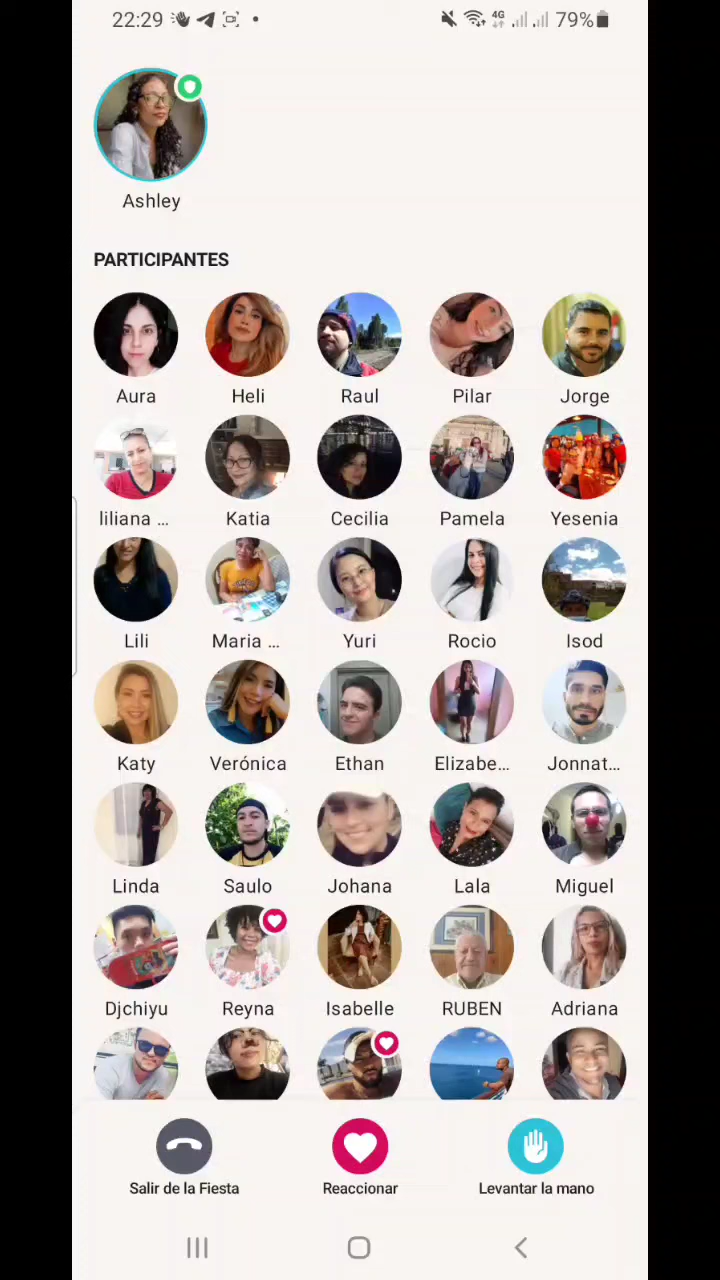 22:29 4G 79%
Ashley
PARTICIPANTES
Aura Heli Raul Pilar Jorge
liliana ... Katia Cecilia Pamela Yesenia
Lili Maria ... Yuri Rocio Isod
Katy Verónica Ethan Elizabe... Jonnat...
Linda Saulo Johana Lala Miguel
Djchiyu Reyna Isabelle RUBEN Adriana
Salir de la Fiesta Reaccionar Levantar la mano